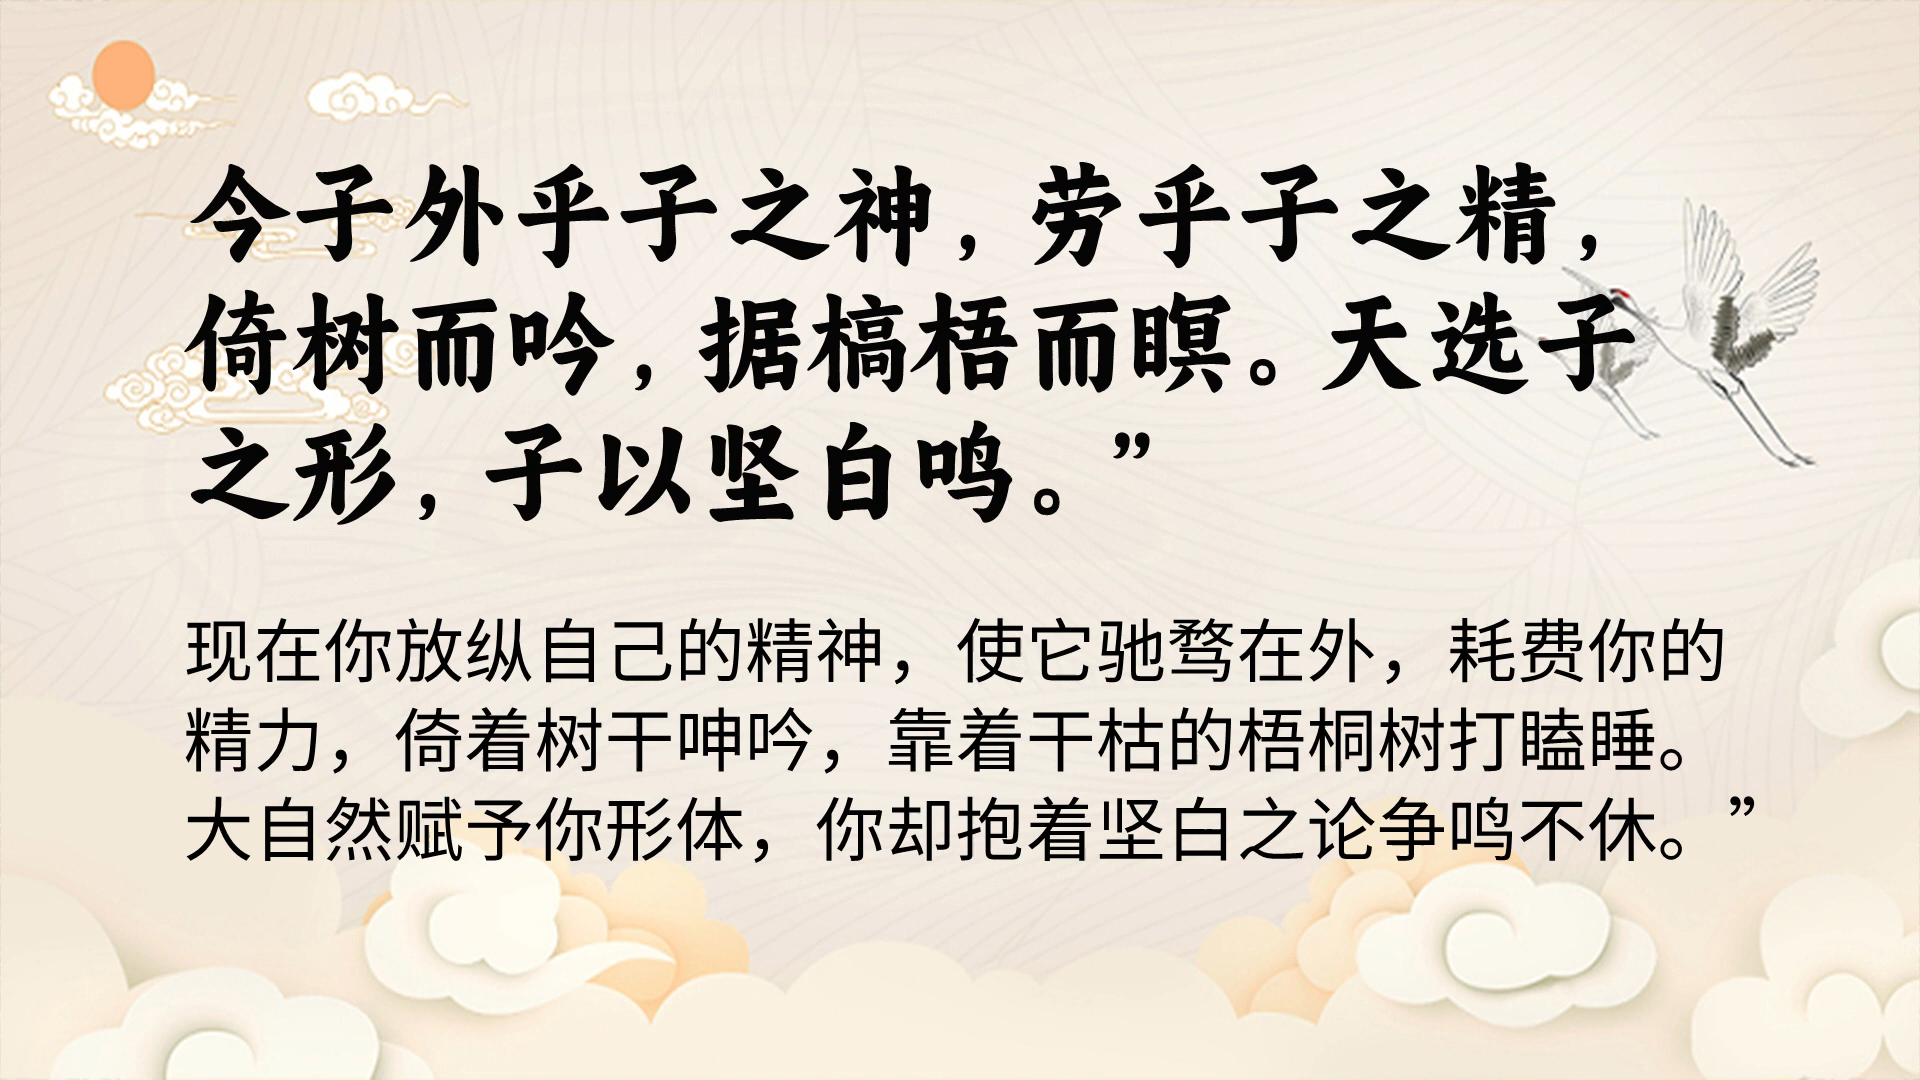 今子外乎子之神，劳乎子之精，
倚树而吟，据槁梧而瞑。天选子
之形，子以坚白鸣。”
现在你放纵自己的精神，使它驰骛在外，耗费你的
精力，倚着树干呻吟，靠着干枯的梧桐树打瞌睡。
大自然赋予你形体，你却抱着坚白之论争鸣不休。”